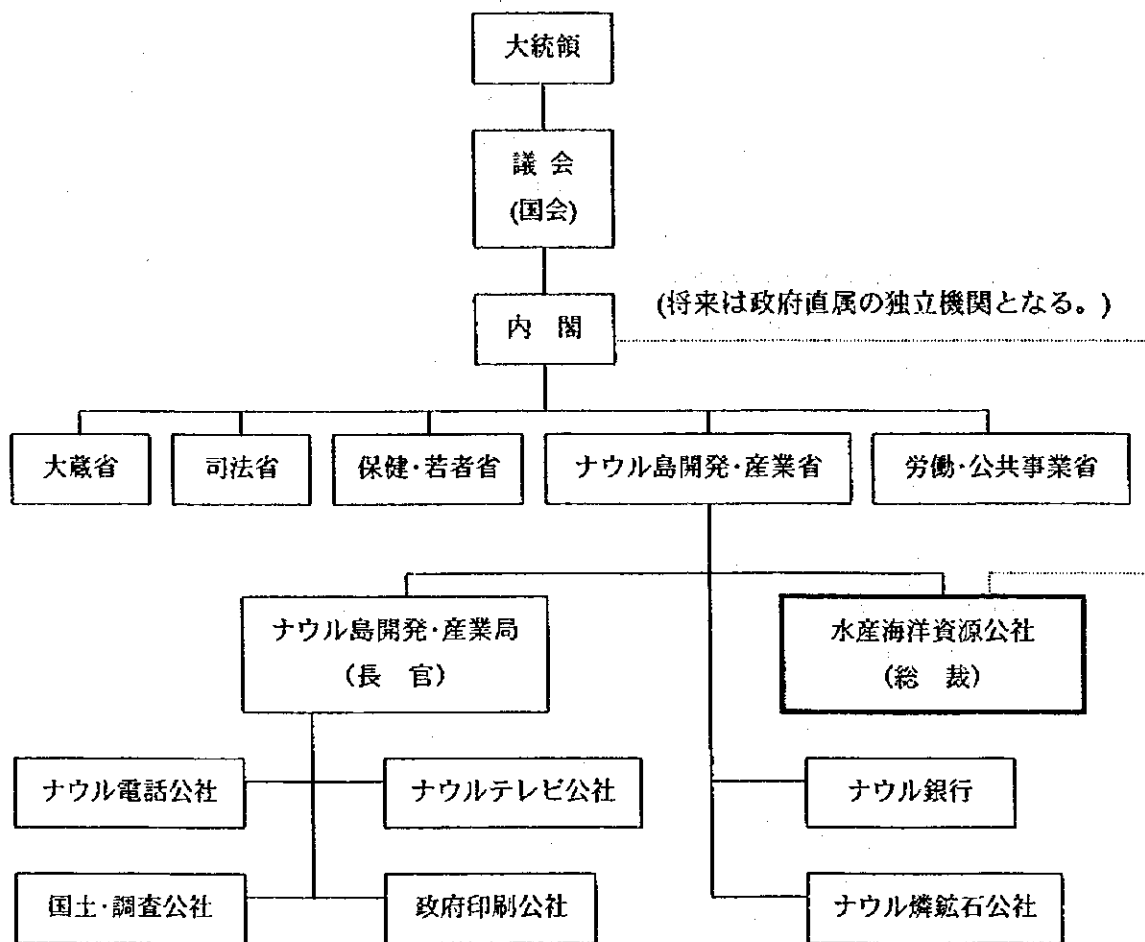 大統領
議 会
(国会)
内 閣
(将来は政府直属の独立機関となる。)
大蔵省
司法省
保健・若者省
ナウル島開発・産業省
労働・公共事業省
ナウル島開発・産業局
(長 官)
水産海洋資源公社
(総 裁)
ナウル電話公社
ナウルテレビ公社
ナウル銀行
国土・調査公社
政府印刷公社
ナウル燐鉱石公社